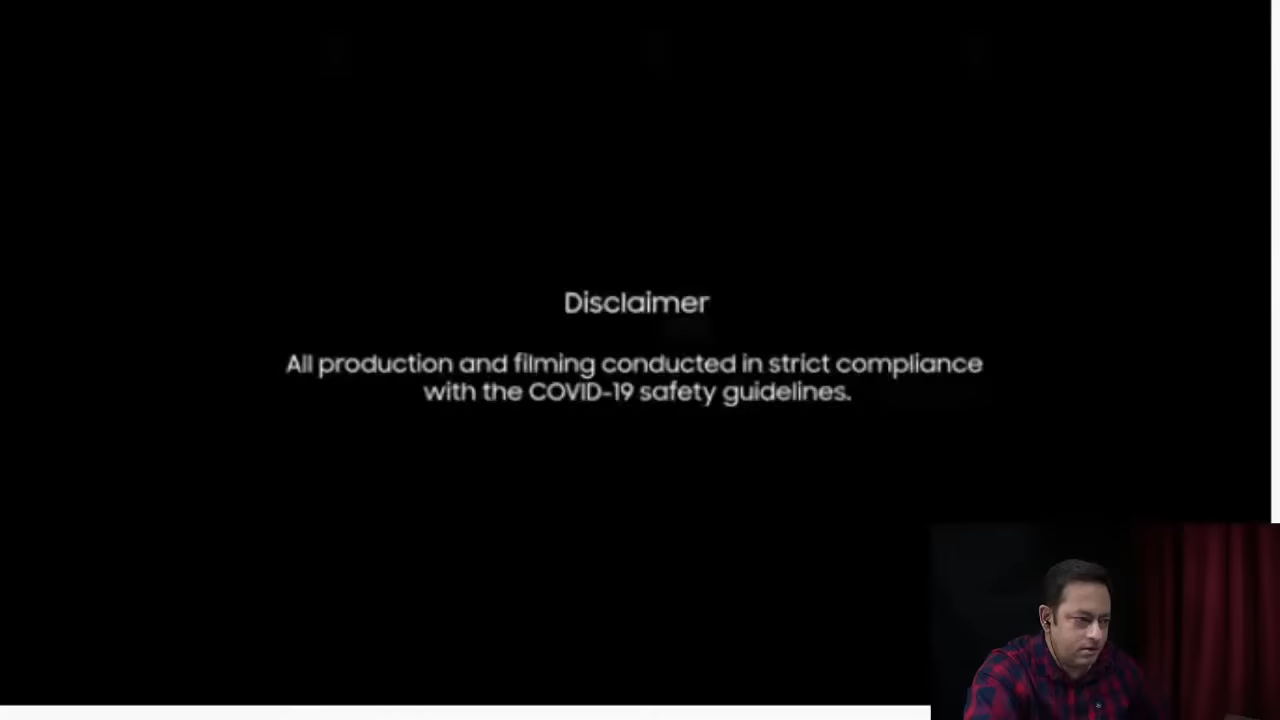 Disclaimer
All production and filming conducted in strict compliance
with the COVID-19 safety guidelines.